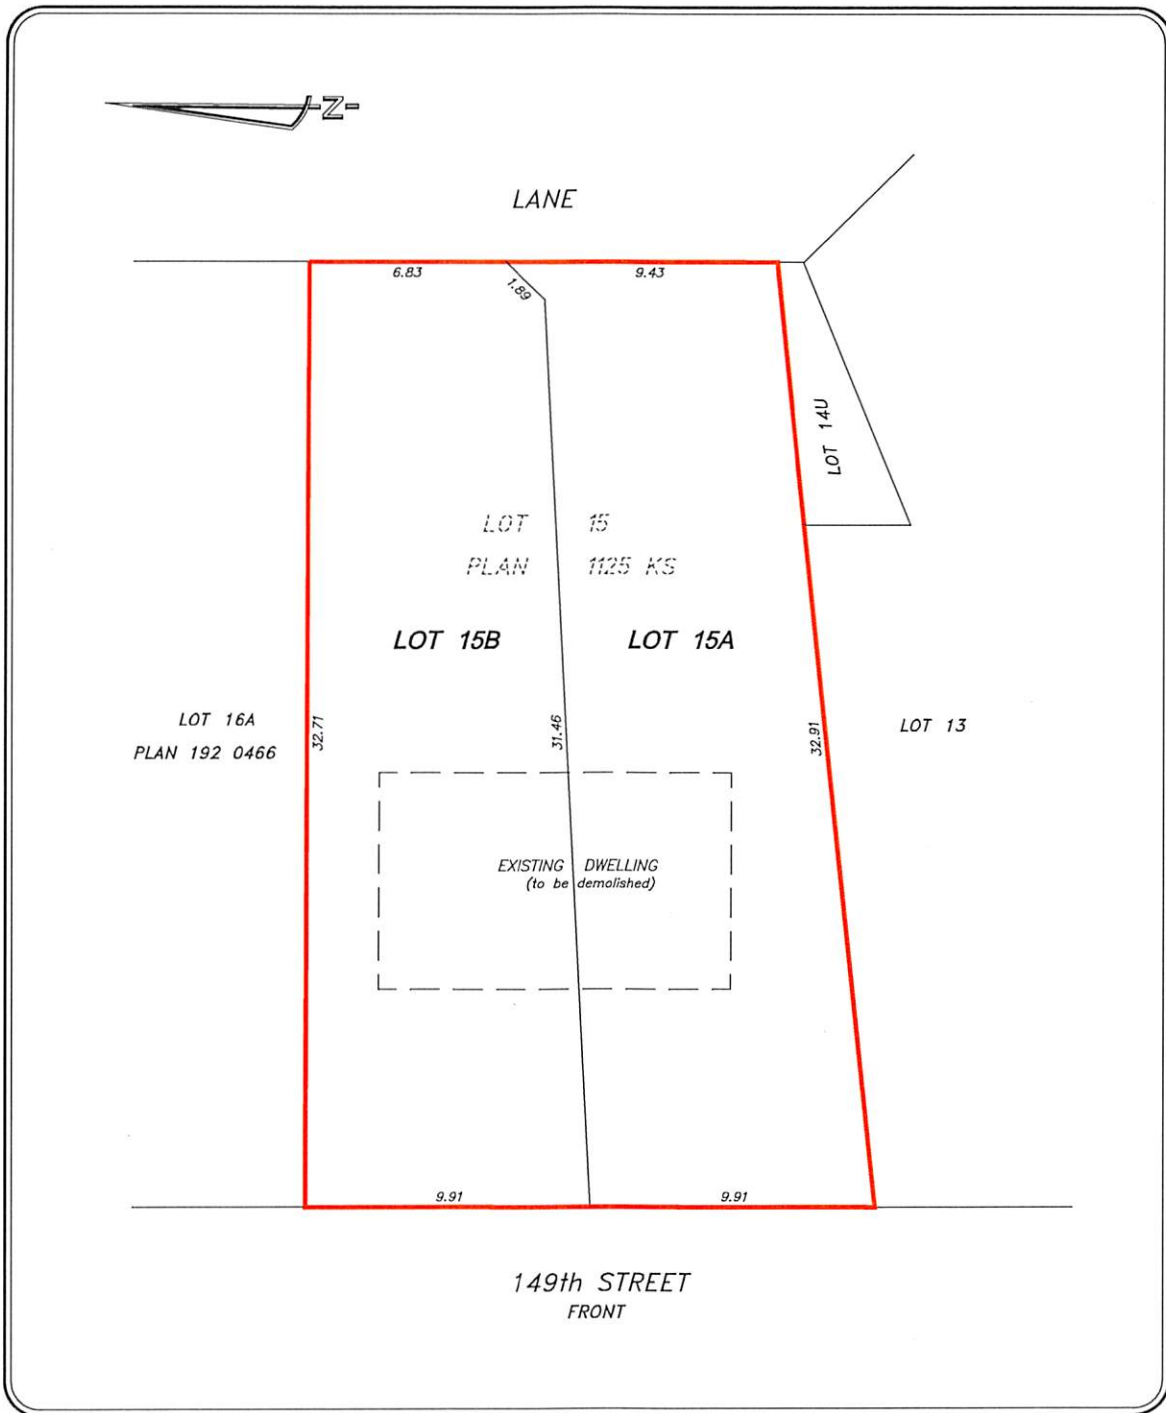 -N-
LANE
6.83
9.43
1.89
LOT 14U
LOT 15
PLAN 1125 KS
LOT 15B
LOT 15A
LOT 16A
PLAN 192 0466
32.71
31.46
32.91
LOT 13
EXISTING DWELLING
(to be demolished)
9.91
9.91
149th STREET
FRONT